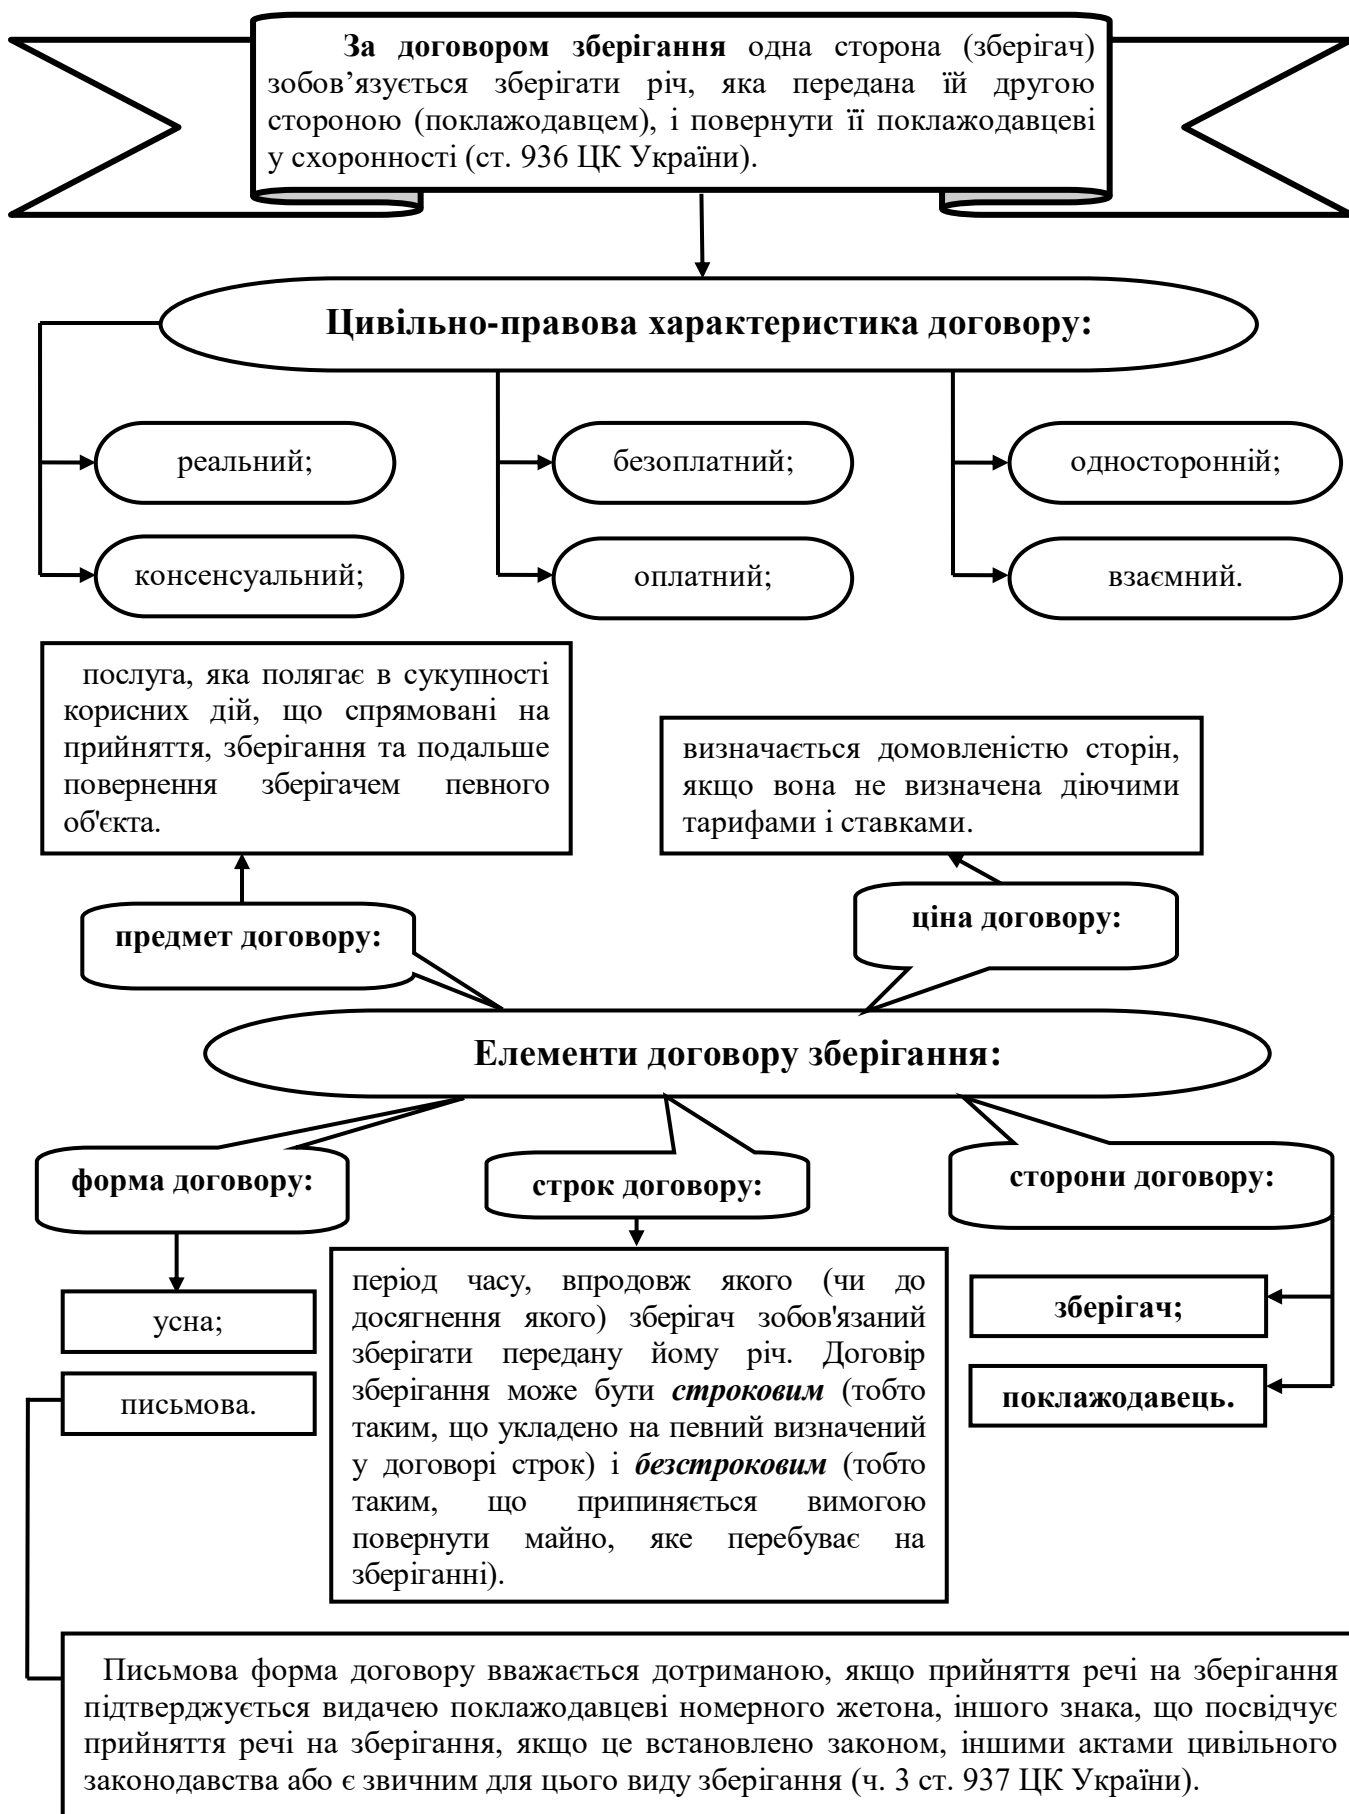 За договором зберігання одна сторона (зберігач)
зобов’язується зберігати річ, яка передана їй другою
стороною (поклажодавцем), і повернути її поклажодавцеві
у схоронності (ст. 936 ЦК України).
Цивільно-правова характеристика договору:
реальний;
безоплатний;
односторонній;
консенсуальний;
оплатний;
взаємний.
послуга, яка полягає в сукупності
корисних дій, що спрямовані на
прийняття, зберігання та подальше
повернення зберігачем певного
об'єкта.
визначається домовленістю сторін,
якщо вона не визначена діючими
тарифами і ставками.
предмет договору:
ціна договору:
Елементи договору зберігання:
форма договору:
строк договору:
сторони договору:
усна;
письмова.
період часу, впродовж якого (чи до
досягнення якого) зберігач зобов'язаний
зберігати передану йому річ. Договір
зберігання може бути строковим (тобто
таким, що укладено на певний визначений
у договорі строк) і безстроковим (тобто
таким, що припиняється вимогою
повернути майно, яке перебуває на
зберіганні).
зберігач;
поклажодавець.
Письмова форма договору вважається дотриманою, якщо прийняття речі на зберігання
підтверджується видачею поклажодавцеві номерного жетона, іншого знака, що посвідчує
прийняття речі на зберігання, якщо це встановлено законом, іншими актами цивільного
законодавства або є звичним для цього виду зберігання (ч. 3 ст. 937 ЦК України).